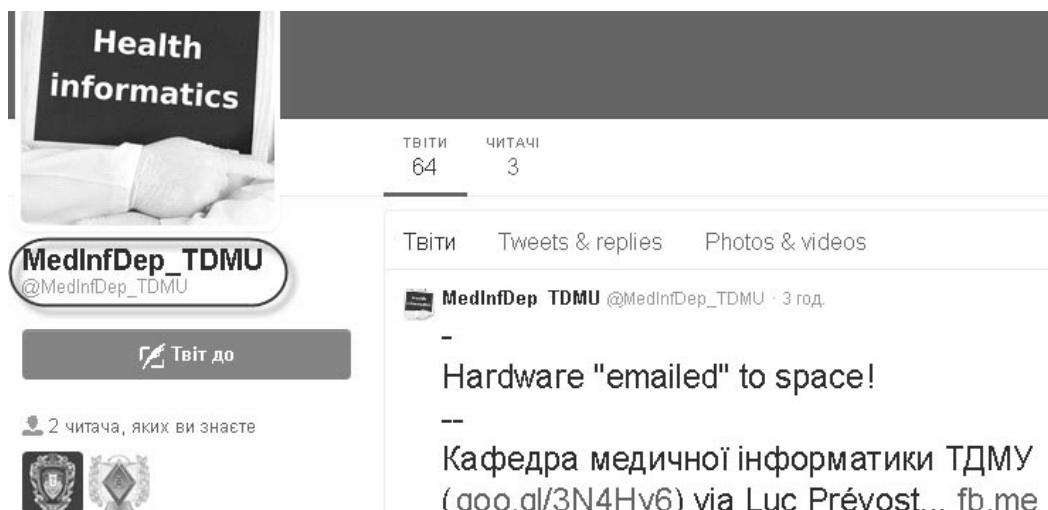 Health
informatics
ТВІТИ ЧИТАЧІ
64 3
MedInfDep_TDMU
@MedInfDep_TDMU
Твіт до
2 читача, яких ви знаєте
Твіти Tweets & replies Photos & videos
MedInfDep_TDMU @MedInfDep_TDMU · 3 год.
-
Hardware "emailed" to space!
--
Кафедра медичної інформатики ТДМУ
(goo.gl/3N4Hy6) via Luc Prévost... fb.me